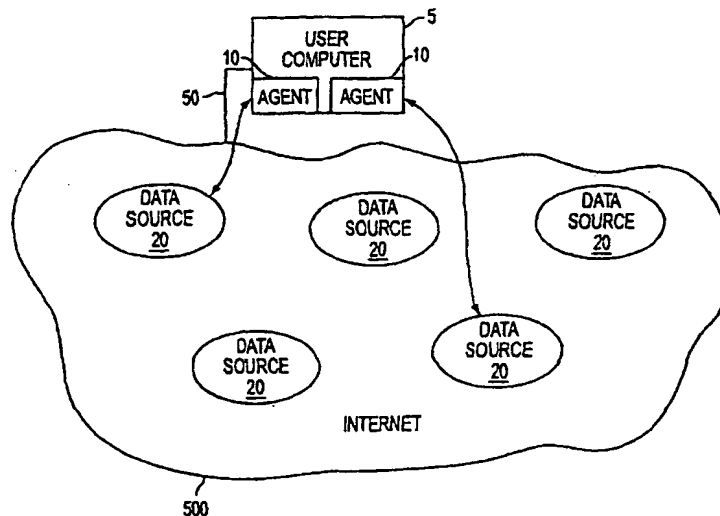 5
USER
COMPUTER
10
10
AGENT
AGENT
50
DATA
SOURCE
20
DATA
SOURCE
20
DATA
SOURCE
20
DATA
SOURCE
20
DATA
SOURCE
20
INTERNET
500